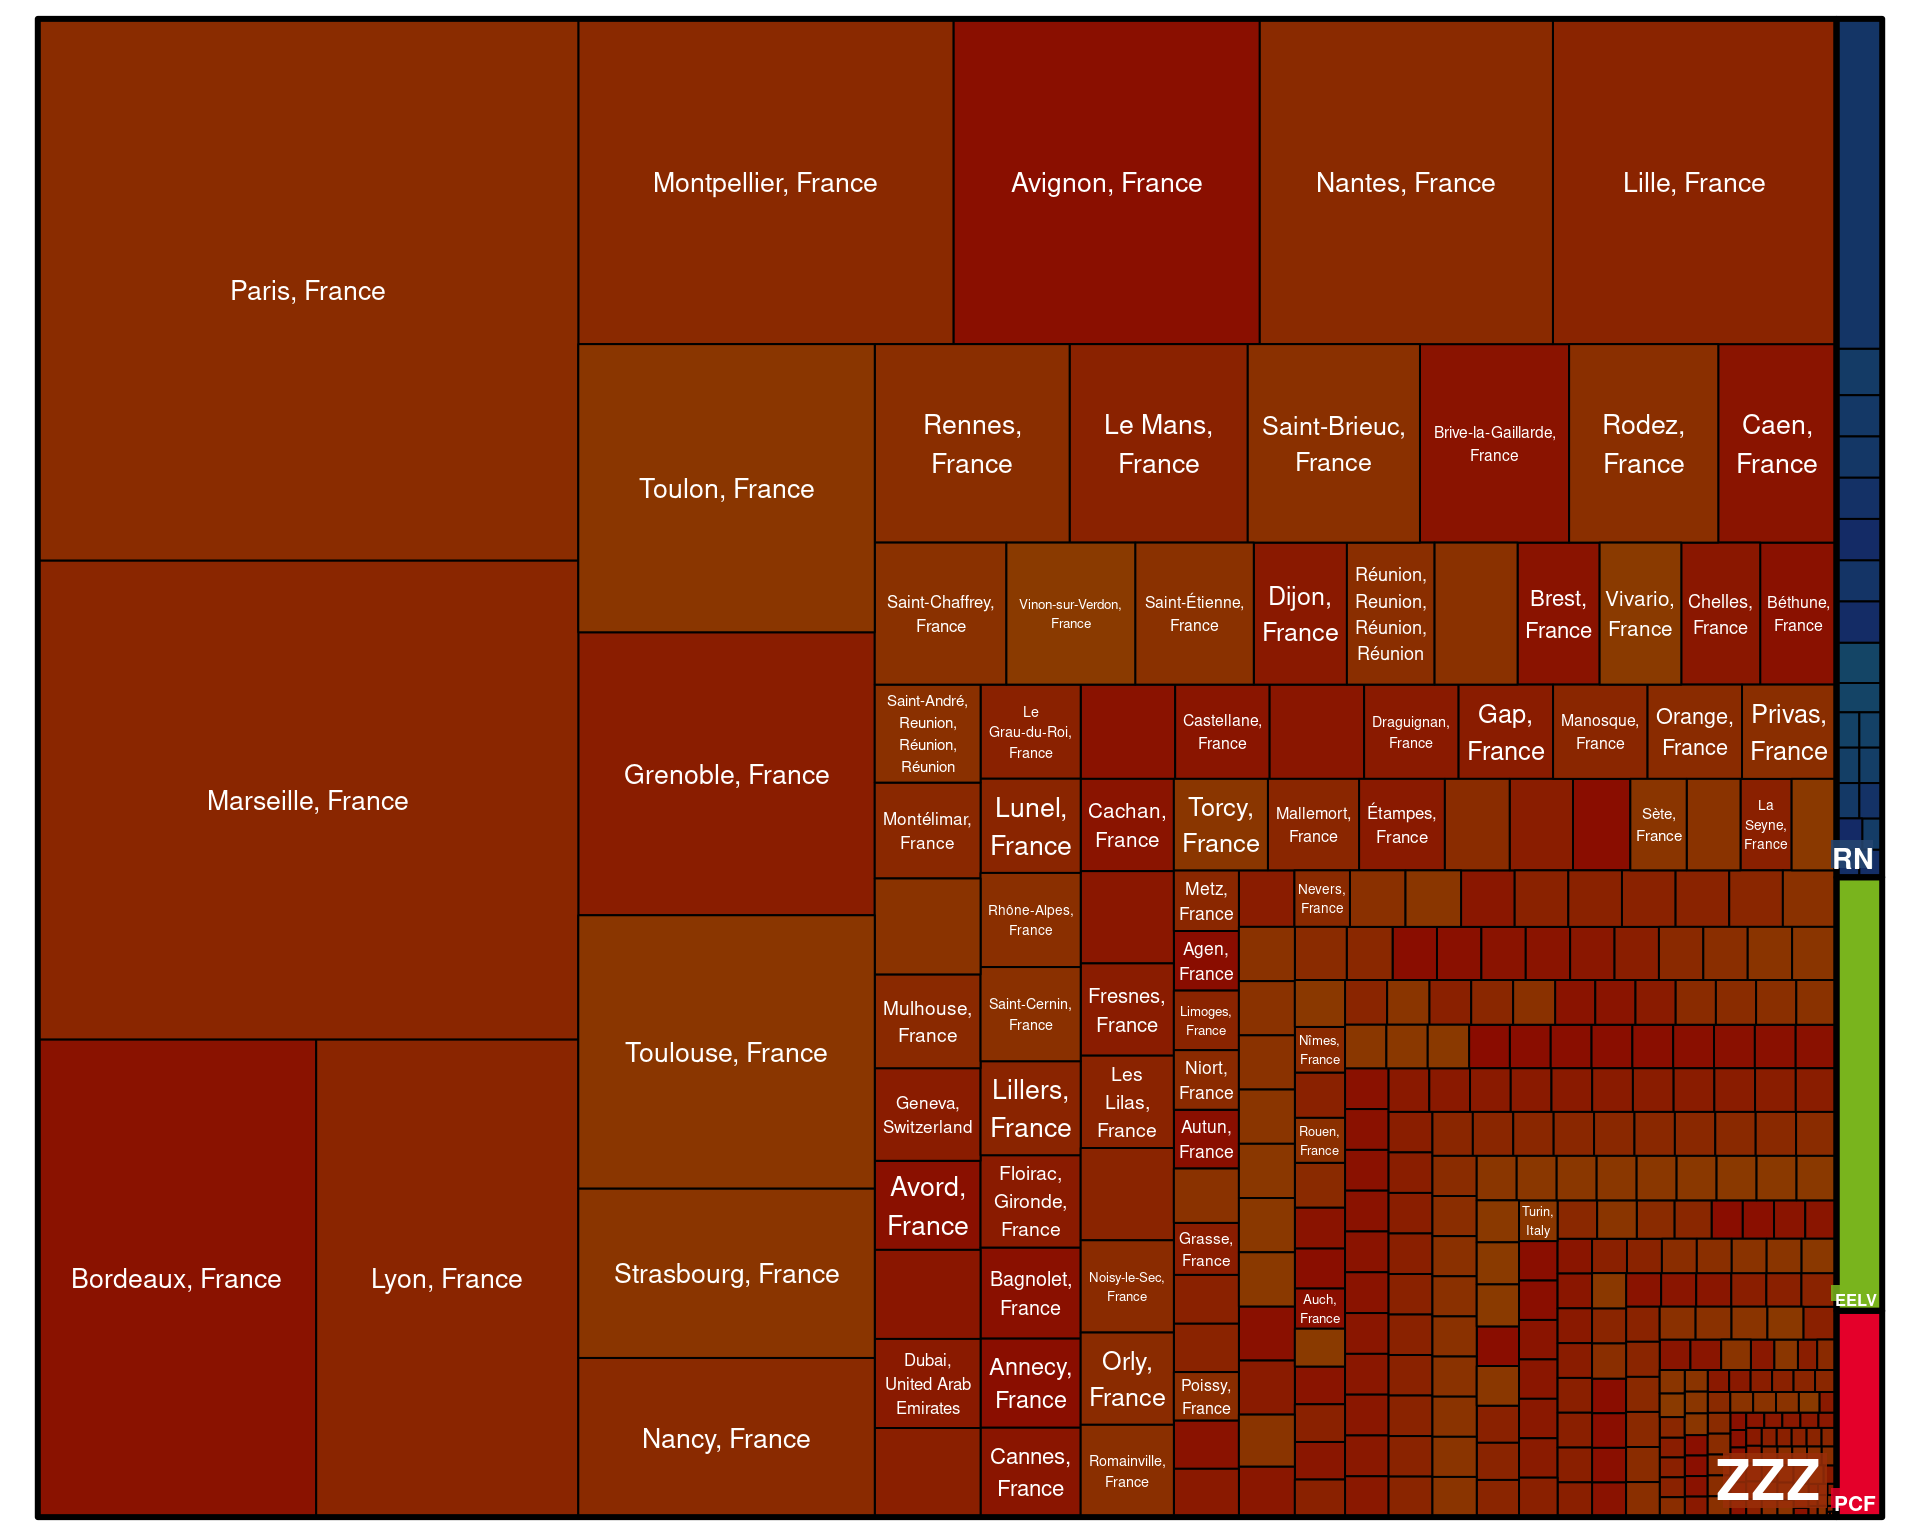 Paris, France
Montpellier, France
Avignon, France
Nantes, France
Lille, France
Marseille, France
Bordeaux, France
Lyon, France
Toulon, France
Grenoble, France
Toulouse, France
Strasbourg, France
Nancy, France
Rennes,
France
Le Mans,
France
Saint-Brieuc,
France
Brive-la-Gaillarde,
France
Rodez,
France
Caen,
France
Saint-Chaffrey,
France
Vinon-sur-Verdon,
France
Saint-Étienne,
France
Dijon,
France
Réunion,
Reunion,
Réunion,
Réunion
Brest,
France
Vivario,
France
Chelles,
France
Béthune,
France
Saint-André,
Reunion,
Réunion,
Réunion
Le
Grau-du-Roi,
France
Castellane,
France
Draguignan,
France
Gap,
France
Manosque,
France
Orange,
France
Privas,
France
Montélimar,
France
Lunel,
France
Cachan,
France
Torcy,
France
Mallemort,
France
Étampes,
France
Sète,
France
La
Seyne,
France
Rhône-Alpes,
France
Metz,
France
Nevers,
France
Agen,
France
Mulhouse,
France
Saint-Cernin,
France
Fresnes,
France
Limoges,
France
Nîmes,
France
Geneva,
Switzerland
Lillers,
France
Les
Lilas,
France
Niort,
France
Autun,
France
Rouen,
France
Avord,
France
Floirac,
Gironde,
France
Grasse,
France
Turin,
Italy
Bagnolet,
France
Noisy-le-Sec,
France
Auch,
France
Dubai,
United Arab
Emirates
Annecy,
France
Orly,
France
Poissy,
France
Cannes,
France
Romainville,
France
ZZZ
RN
EELV
PCF